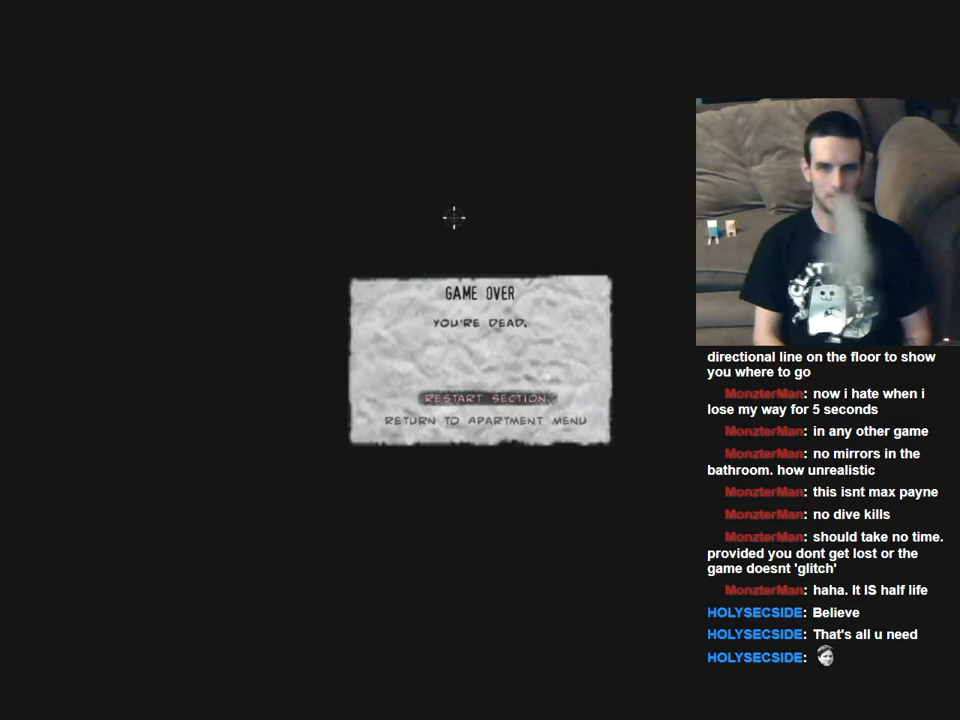 GAME OVER
YOU'RE DEAD.
RESTART SECTION
RETURN TO APARTMENT MENU
directional line on the floor to show
you where to go
MonzterMan: now i hate when i
lose my way for 5 seconds
MonzterMan: in any other game
MonzterMan: no mirrors in the
bathroom. how unrealistic
MonzterMan: this isnt max payne
MonzterMan: no dive kills
MonzterMan: should take no time.
provided you dont get lost or the
game doesnt 'glitch'
MonzterMan: haha. It IS half life
HOLYSECSIDE: Believe
HOLYSECSIDE: That's all u need
HOLYSECSIDE: